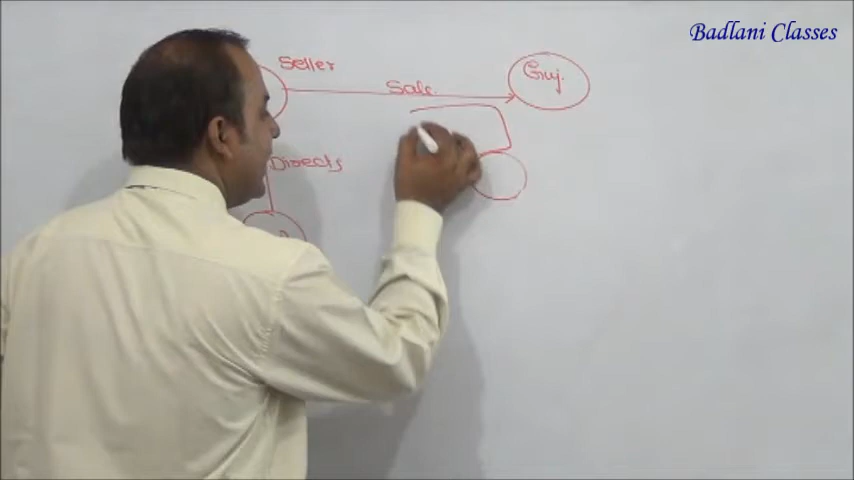 Badlani Classes
Seller
Sale
Guj.
Directs